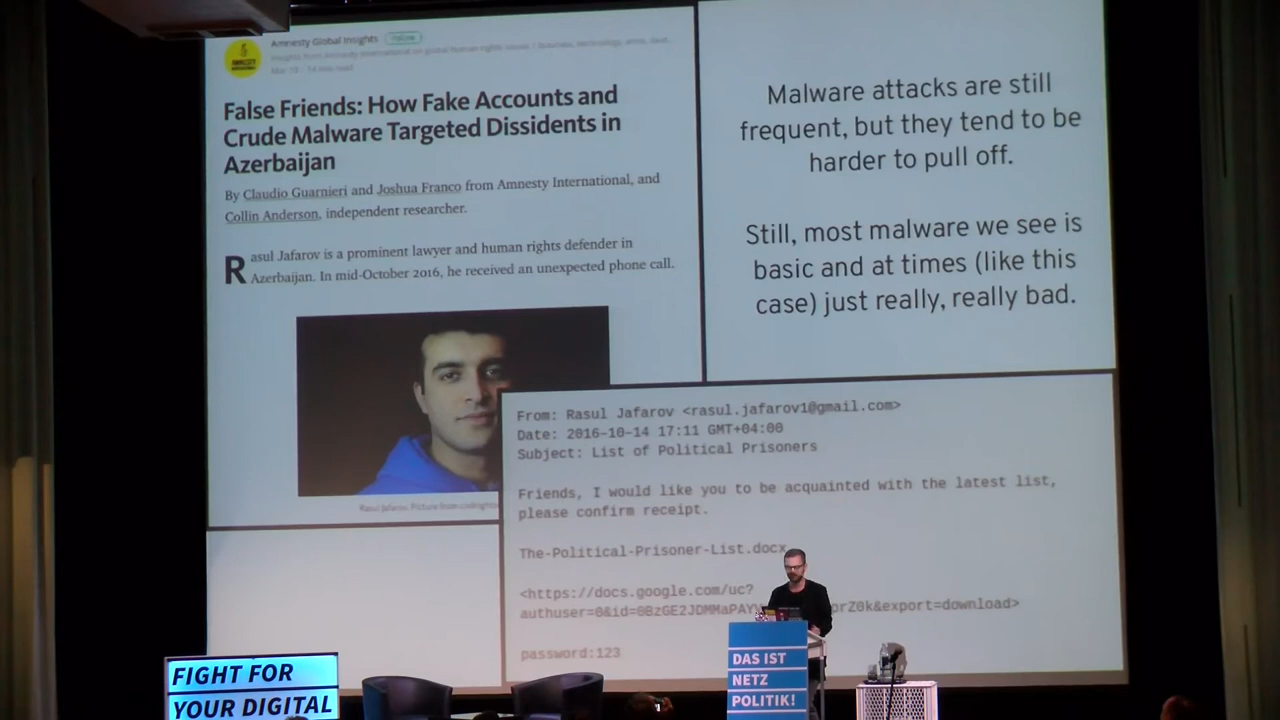 Amnesty Global Insights Follow
False Friends: How Fake Accounts and
Crude Malware Targeted Dissidents in
Azerbaijan
By Claudio Guarnieri and Joshua Franco from Amnesty International, and
Collin Anderson, independent researcher.
Rasul Jafarov is a prominent lawyer and human rights defender in
Azerbaijan. In mid-October 2016, he received an unexpected phone call.
Malware attacks are still
frequent, but they tend to be
harder to pull off.
Still, most malware we see is
basic and at times (like this
case) just really, really bad.
From: Rasul Jafarov <rasul.jafarov1@gmail.com>
Date: 2016-10-14 17:11 GMT+04:00
Subject: List of Political Prisoners
Friends, I would like you to be acquainted with the latest list,
please confirm receipt.
The-Political-Prisoner-List.docx
<https://docs.google.com/uc?
password:123
FIGHT FOR
YOUR DIGITAL
DAS IST
NETZ
POLITIK!